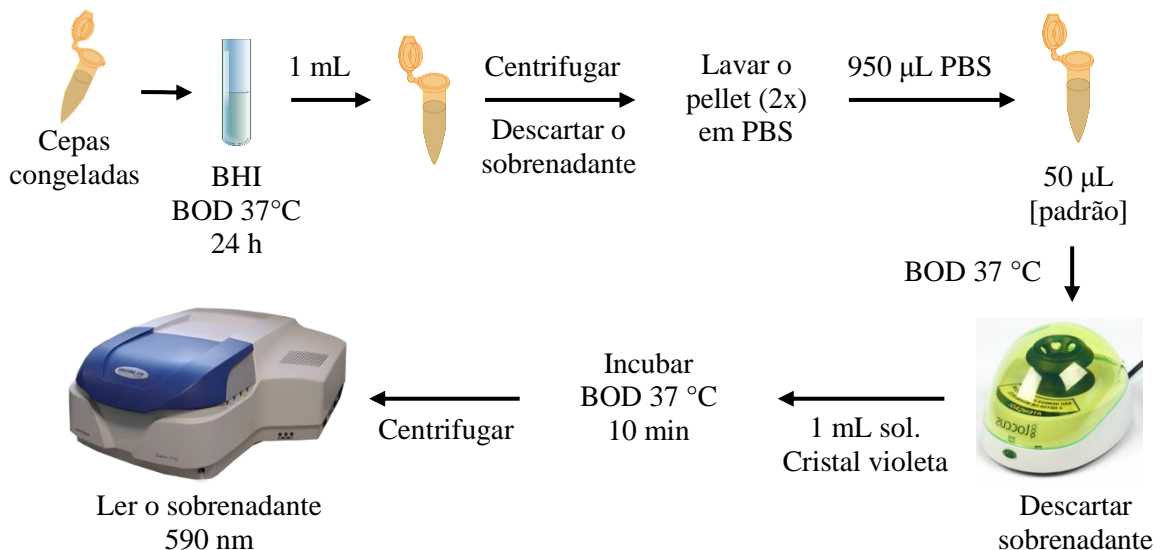 Cepas
congeladas
BHI
BOD 37°C
24 h
1 mL
Centrifugar
Descartar o
sobrenadante
Lavar o
pellet (2x)
em PBS
950 μL PBS
50 μL
[padrão]
BOD 37 °C
loccus
Descartar
sobrenadante
1 mL sol.
Cristal violeta
Incubar
BOD 37 °C
10 min
Centrifugar
Ler o sobrenadante
590 nm